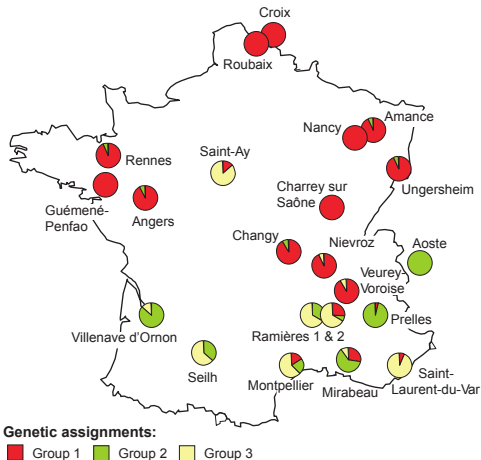 Croix
Roubaix
Amance
Nancy
Rennes
Saint-Ay
Ungersheim
Charrey sur
Saône
Guémené-
Penfao
Angers
Changy
Nievroz
Aoste
Veurey-
Voroise
Villenave d'Ornon
Ramières 1 & 2
Prelles
Seilh
Montpellier
Mirabeau
Saint-
Laurent-du-Var
Genetic assignments:
Group 1 Group 2 Group 3